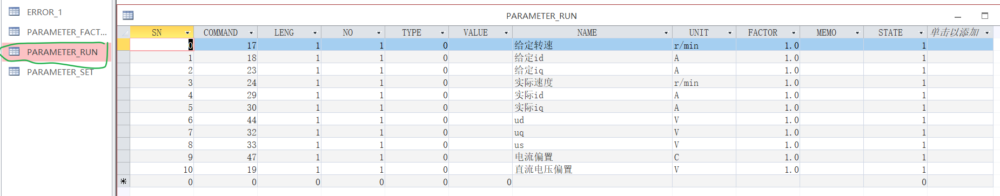 ERROR_1
PARAMETER_FACT...
PARAMETER_RUN
PARAMETER_SET
PARAMETER_RUN
SN COMMAND LENG NO TYPE VALUE NAME UNIT FACTOR MEMO STATE 单击以添加
0 17 1 1 0 给定转速 r/min 1.0 1
1 18 1 1 0 给定id A 1.0 1
2 23 1 1 0 给定iq A 1.0 1
3 24 1 1 0 实际速度 r/min 1.0 1
4 29 1 1 0 实际id A 1.0 1
5 30 1 1 0 实际iq A 1.0 1
6 44 1 1 0 ud V 1.0 1
7 32 1 1 0 uq V 1.0 1
8 33 1 1 0 us V 1.0 1
9 47 1 1 0 电流偏置 C 1.0 1
10 19 1 1 0 直流电压偏置 V 1.0 1
* 0 0 0 0 0 0 0